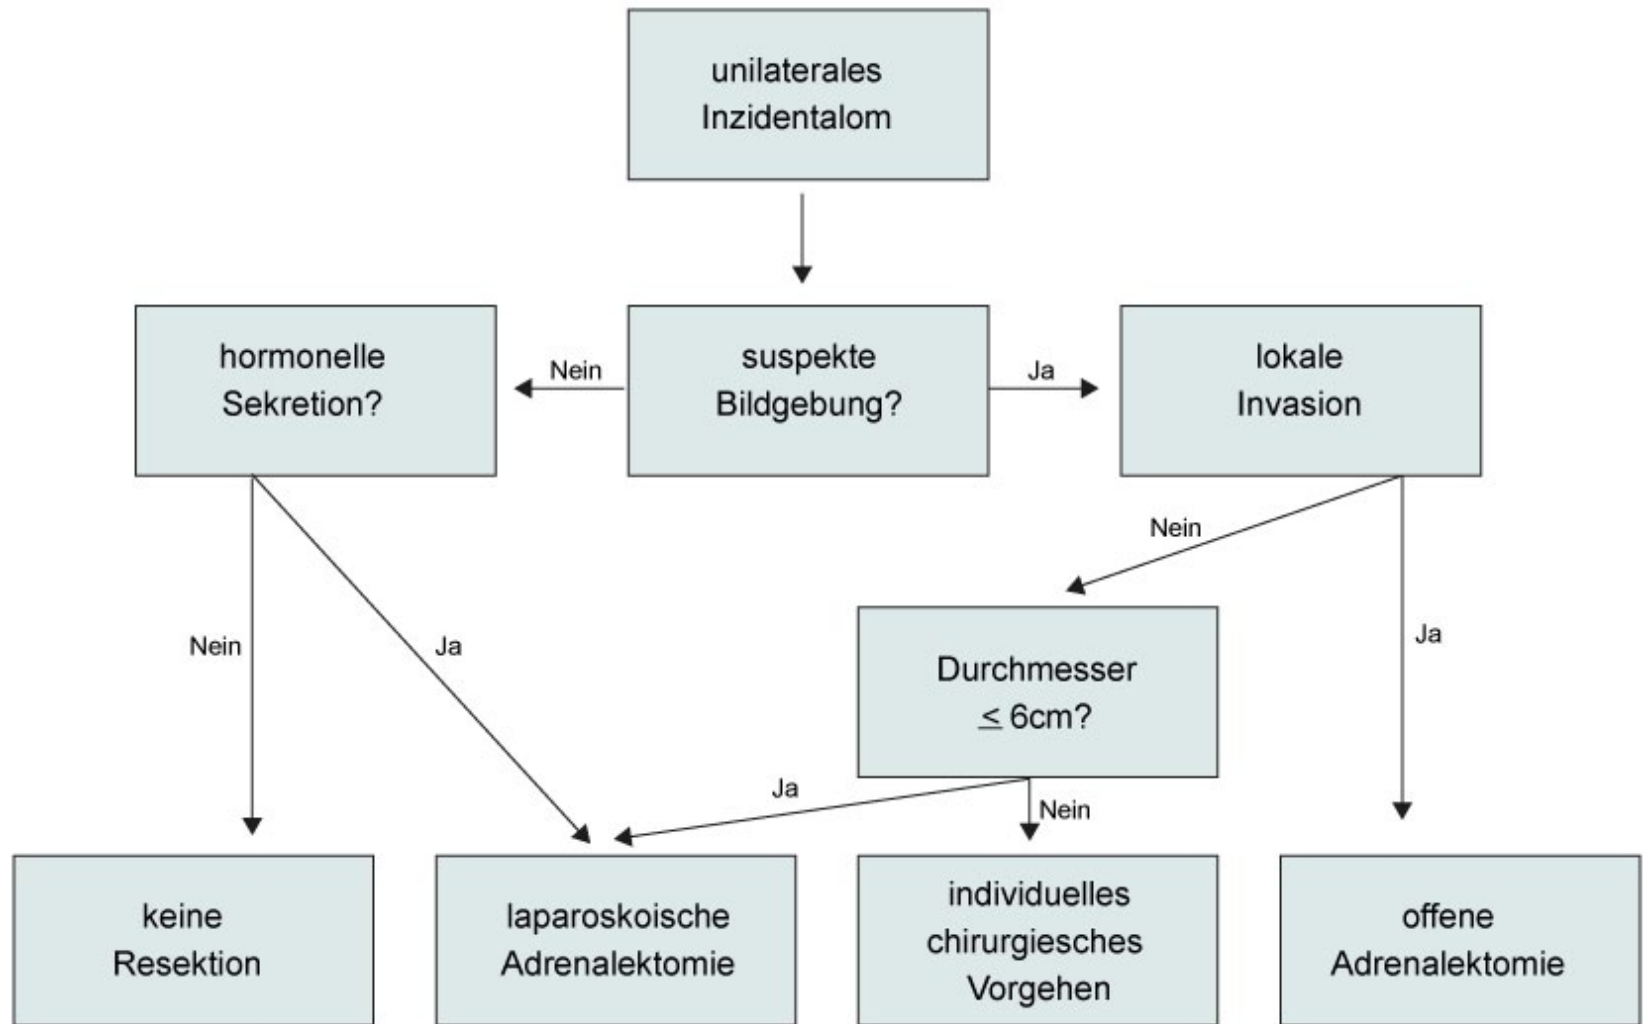 unilaterales
Inzidentalom
hormonelle
Sekretion?
Nein
suspekte
Bildgebung?
Ja
lokale
Invasion
Nein
Ja
Nein
Ja
Durchmesser
≤ 6cm?
Ja
Nein
keine
Resektion
laparoskoische
Adrenalektomie
individuelles
chirurgiesches
Vorgehen
offene
Adrenalektomie